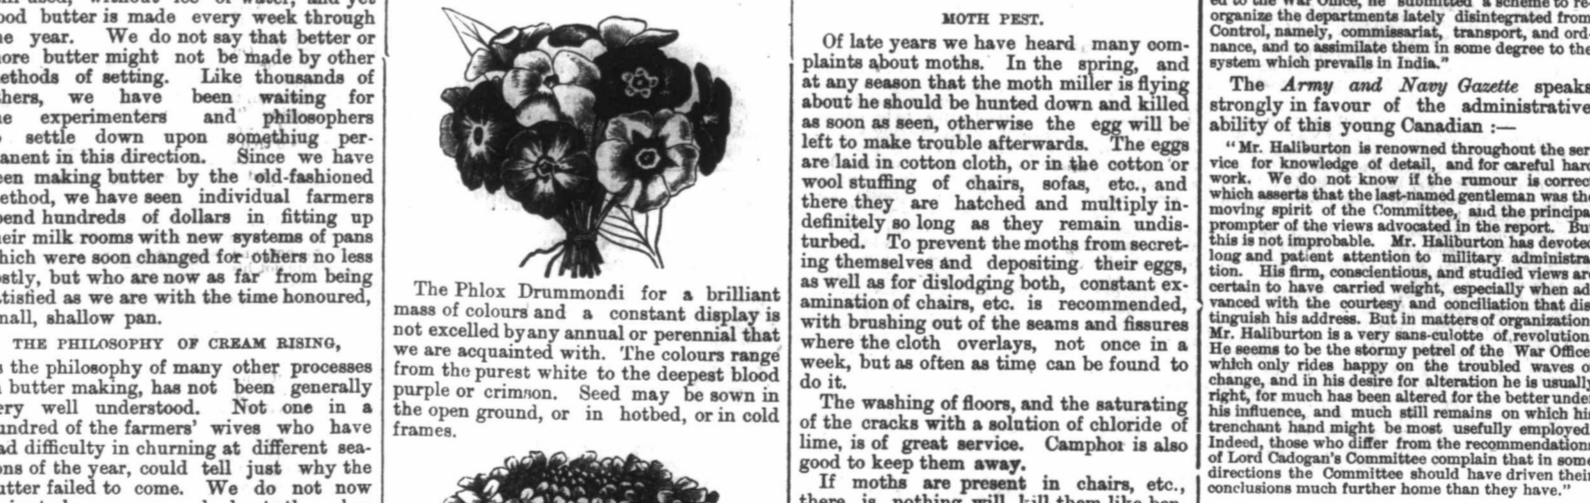 good butter is made every week through
the year. We do not say that better or
more butter might not be made by other
methods of setting. Like thousands of
others, we have been waiting for
the experimenters and philosophers
to settle down upon something per-
manent in this direction. Since we have
been making butter by the old-fashioned
method, we have seen individual farmers
spend hundreds of dollars in fitting up
their milk rooms with new systems of pans
which were soon changed for others no less
costly, but who are now as far from being
satisfied as we are with the time honoured,
small, shallow pan.
THE PHILOSOPHY OF CREAM RISING,
the philosophy of many other processes
butter making, has not been generally
very well understood. Not one in a
hundred of the farmers' wives who have
had difficulty in churning at different sea-
sons of the year, could tell just why the
butter failed to come. We do not now
The Phlox Drummondi for a brilliant
mass of colours and a constant display is
not excelled by any annual or perennial that
we are acquainted with. The colours range
from the purest white to the deepest blood
purple or crimson. Seed may be sown in
the open ground, or in hotbed, or in cold
frames.
MOTH PEST.
Of late years we have heard many com-
plaints about moths. In the spring, and
at any season that the moth miller is flying
about he should be hunted down and killed
as soon as seen, otherwise the egg will be
left to make trouble afterwards. The eggs
are laid in cotton cloth, or in the cotton or
wool stuffing of chairs, sofas, etc., and
there they are hatched and multiply in-
definitely so long as they remain undis-
turbed. To prevent the moths from secret-
ing themselves and depositing their eggs,
as well as for dislodging both, constant ex-
amination of chairs, etc. is recommended,
with brushing out of the seams and fissures
where the cloth overlays, not once in a
week, but as often as time can be found to
do it.
The washing of floors, and the saturating
of the cracks with a solution of chloride of
lime, is of great service. Camphor is also
good to keep them away.
If moths are present in chairs, etc.,
there is nothing will kill them like
ed to the War Office, he submitted a scheme to re-
organize the departments lately disintegrated from
Control, namely, commissariat, transport, and ord-
nance, and to assimilate them in some degree to the
system which prevails in India."
The Army and Navy Gazette speaks
strongly in favour of the administrative
ability of this young Canadian :—
"Mr. Haliburton is renowned throughout the ser-
vice for knowledge of detail, and for careful hard
work. We do not know if the rumour is correct
which asserts that the last-named gentleman was the
moving spirit of the Committee, and the principal
prompter of the views advocated in the report. But
this is not improbable. Mr. Haliburton has devoted
long and patient attention to military administra-
tion. His firm, conscientious, and studied views are
certain to have carried weight, especially when ad-
vanced with the courtesy and conciliation that dis-
tinguish his address. But in matters of organization
Mr. Haliburton is a very sans-culotte of revolution.
He seems to be the stormy petrel of the War Office,
which only rides happy on the troubled waves of
change, and in his desire for alteration he is usually
right, for much has been altered for the better under
his influence, and much still remains on which his
trenchant hand might be most usefully employed.
Indeed, those who differ from the recommendations
of Lord Cadogan's Committee complain that in some
directions the Committee should have driven their
conclusions much further home than they have."